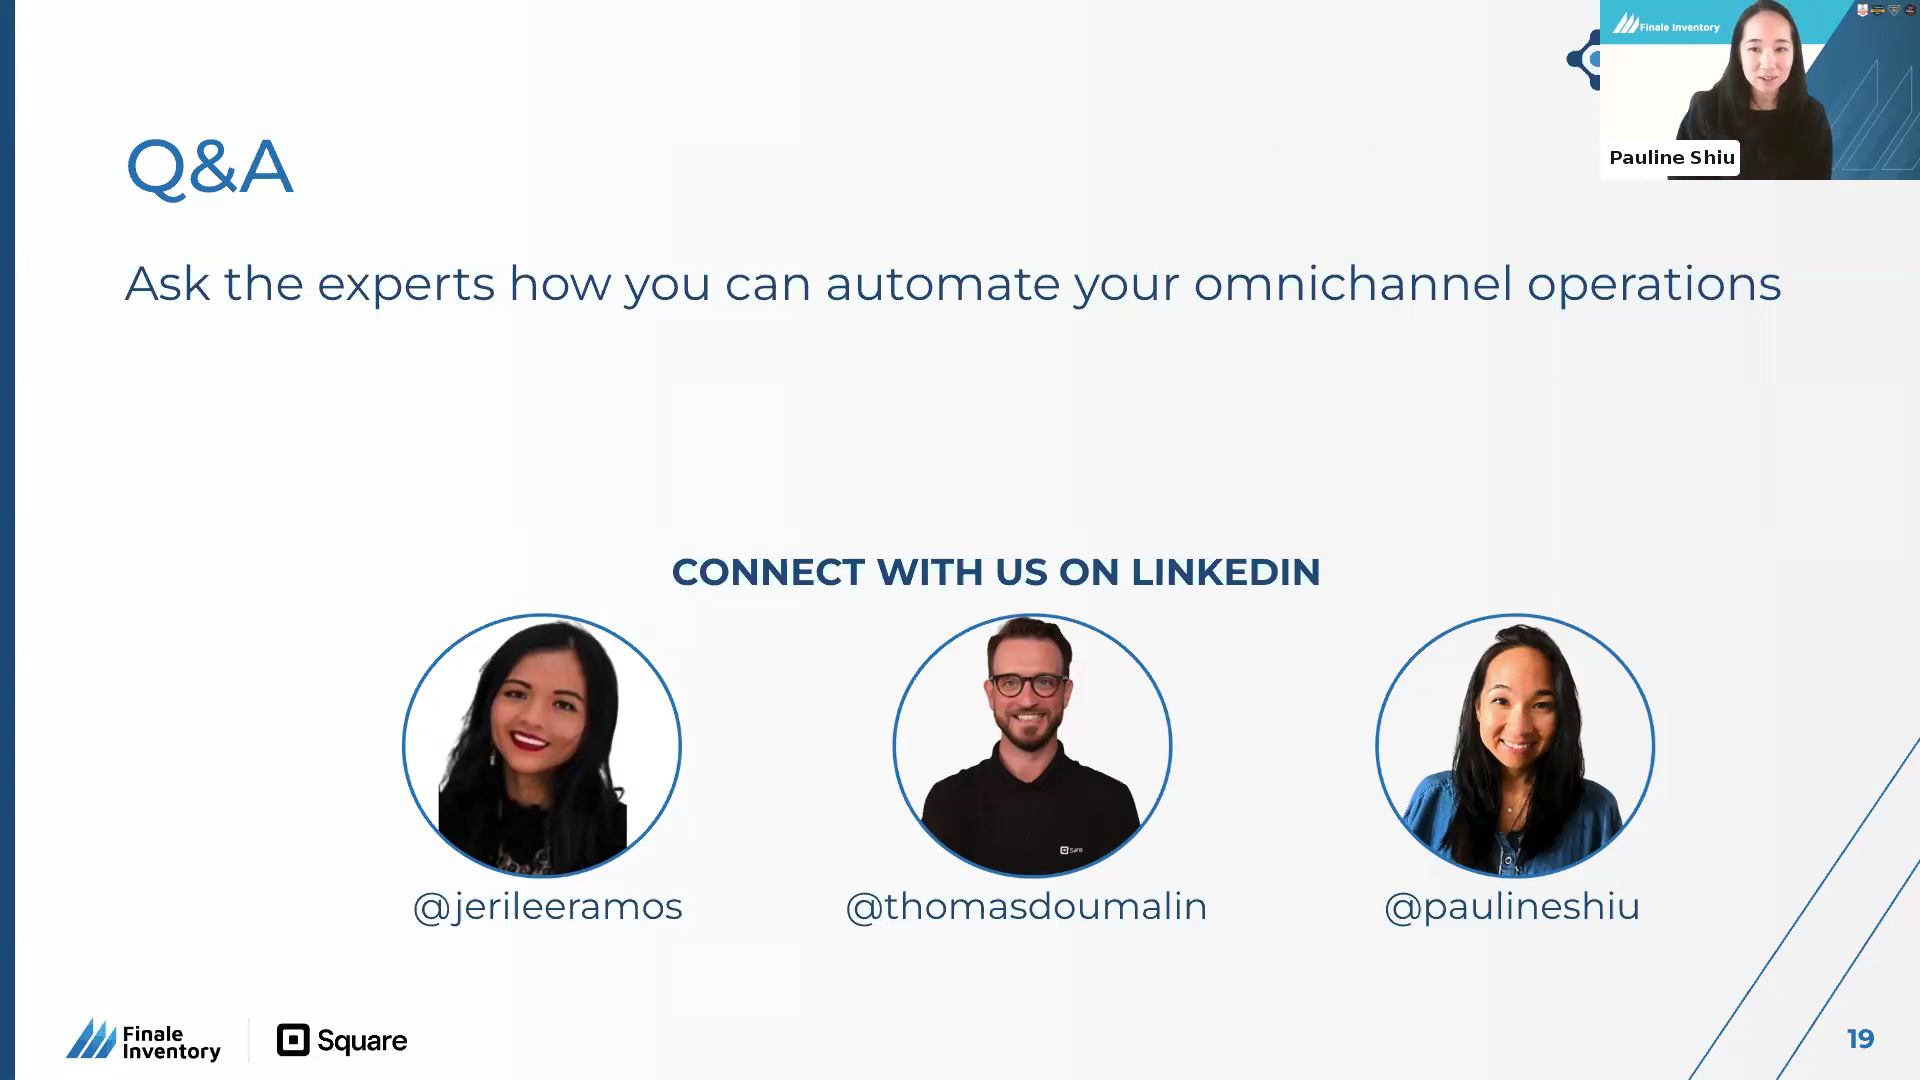 Finale Inventory
Pauline Shiu
Q&A
Ask the experts how you can automate your omnichannel operations
CONNECT WITH US ON LINKEDIN
Square
@jerileeramos
@thomasdoumalin
@paulineshiu
Finale
Inventory
Square
19